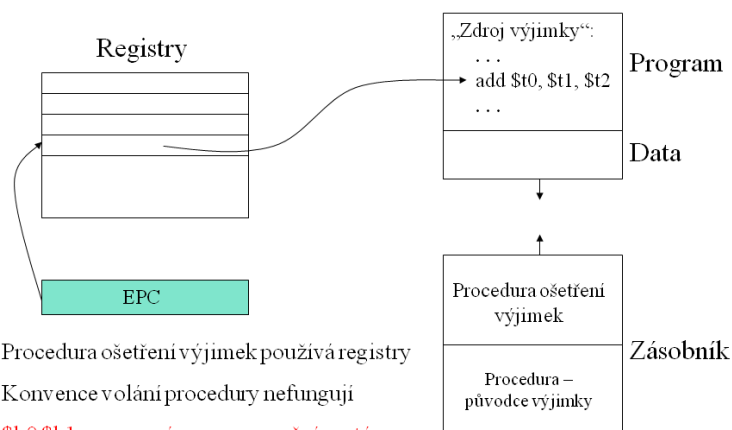 Registry
„Zdroj výjimky“:
. . .
add $t0, $t1, $t2
. . .
Program
Data
EPC
Procedura ošetření
výjimek
Zásobník
Procedura –
původce výjimky
Procedura ošetření výjimek používá registry
Konvence volání procedury nefungují